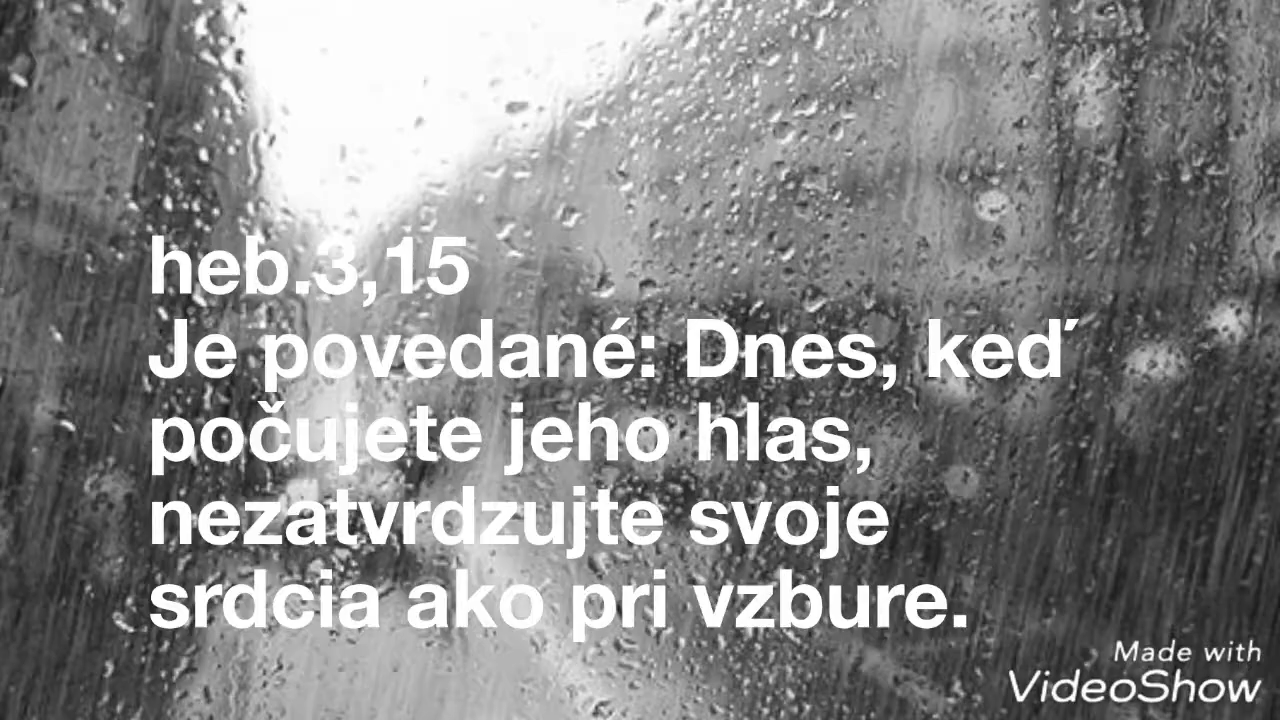 heb.3,15
Je povedané: Dnes, keď
počujete jeho hlas,
nezatvrdzujte svoje
srdcia ako pri vzbure.
Made with
VideoShow